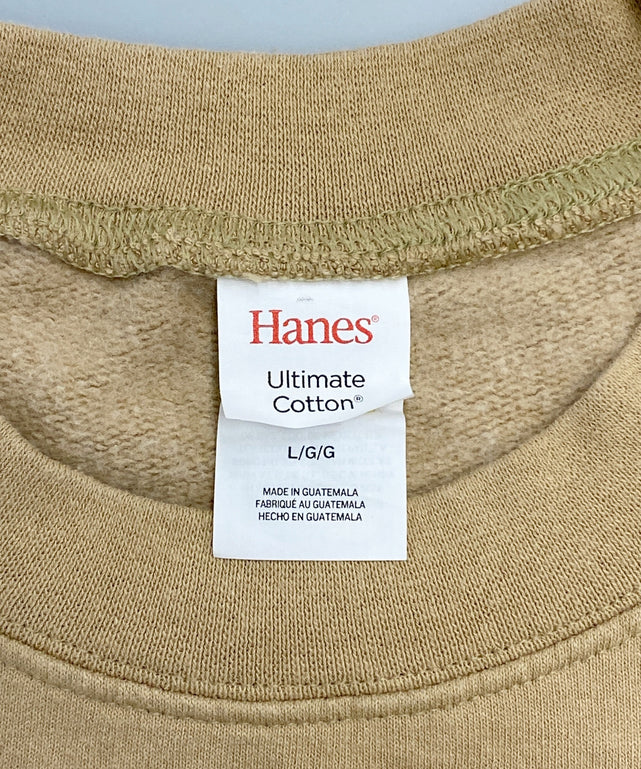 Hanes®
Ultimate
Cotton®
L/G/G
MADE IN GUATEMALA
FABRIQUÉ AU GUATEMALA
HECHO EN GUATEMALA